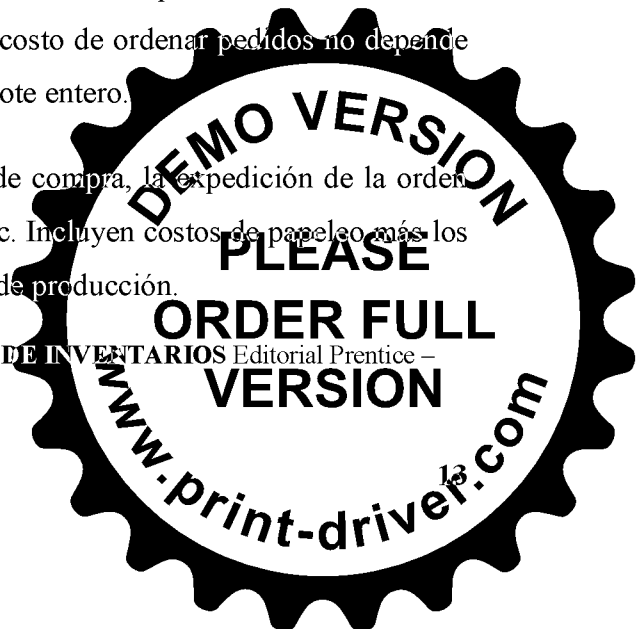 costo de ordenar pedidos no depende
ote entero.
de compra, la expedición de la orden
c. Incluyen costos de papeleo más los
de producción.
DE INVENTARIOS Editorial Prentice –
13
DEMO VERSION
PLEASE
ORDER FULL
VERSION
www.print-driver.com